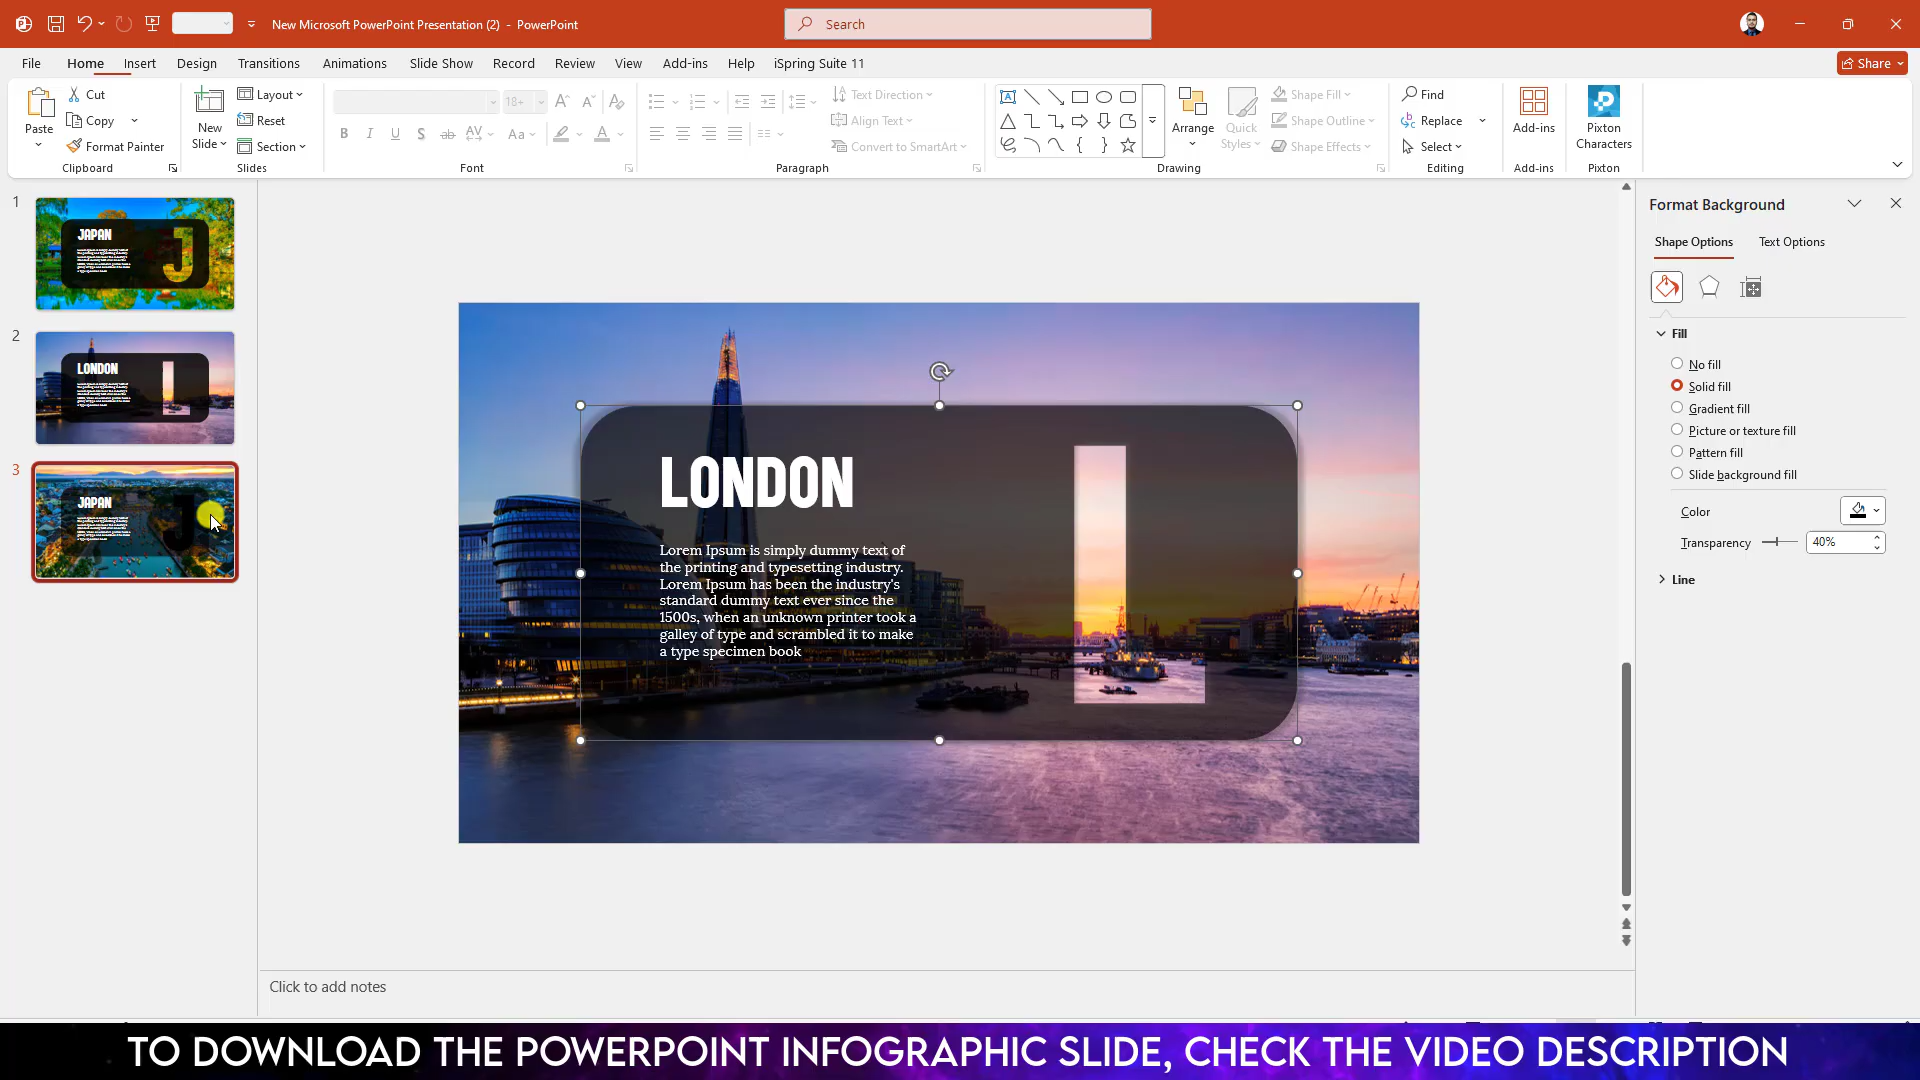 New Microsoft PowerPoint Presentation (2) - PowerPoint
Search
File Home Insert Design Transitions Animations Slide Show Record Review View Add-ins Help iSpring Suite 11
Share
Paste
Cut
Copy
Format Painter
Clipboard
New Slide
Layout
Reset
Section
Slides
18+
Font
Paragraph
Text Direction
Align Text
Convert to SmartArt
Arrange
Quick Styles
Shape Fill
Shape Outline
Shape Effects
Drawing
Find
Replace
Select
Editing
Add-ins
Add-ins
Pixton Characters
Pixton
1
JAPAN
J
2
LONDON
L
3
JAPAN
J
LONDON
Lorem Ipsum is simply dummy text of
the printing and typesetting industry.
Lorem Ipsum has been the industry's
standard dummy text ever since the
1500s, when an unknown printer took a
galley of type and scrambled it to make
a type specimen book
L
Format Background
Shape Options Text Options
Fill
No fill
Solid fill
Gradient fill
Picture or texture fill
Pattern fill
Slide background fill
Color
Transparency 40%
Line
Click to add notes
TO DOWNLOAD THE POWERPOINT INFOGRAPHIC SLIDE, CHECK THE VIDEO DESCRIPTION